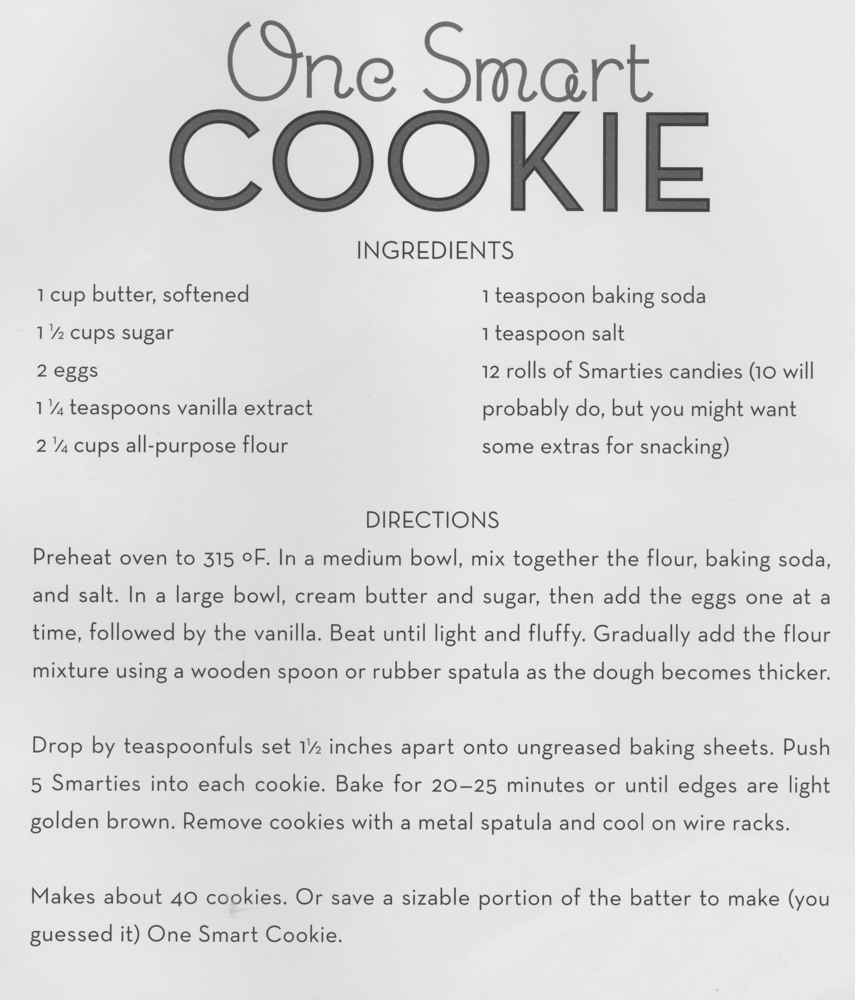 One Smart
COOKIE
INGREDIENTS
1 cup butter, softened
1 ½ cups sugar
2 eggs
1 ¼ teaspoons vanilla extract
2 ¼ cups all-purpose flour
1 teaspoon baking soda
1 teaspoon salt
12 rolls of Smarties candies (10 will
probably do, but you might want
some extras for snacking)
DIRECTIONS
Preheat oven to 315 ºF. In a medium bowl, mix together the flour, baking soda,
and salt. In a large bowl, cream butter and sugar, then add the eggs one at a
time, followed by the vanilla. Beat until light and fluffy. Gradually add the flour
mixture using a wooden spoon or rubber spatula as the dough becomes thicker.
Drop by teaspoonfuls set 1½ inches apart onto ungreased baking sheets. Push
5 Smarties into each cookie. Bake for 20–25 minutes or until edges are light
golden brown. Remove cookies with a metal spatula and cool on wire racks.
Makes about 40 cookies. Or save a sizable portion of the batter to make (you
guessed it) One Smart Cookie.